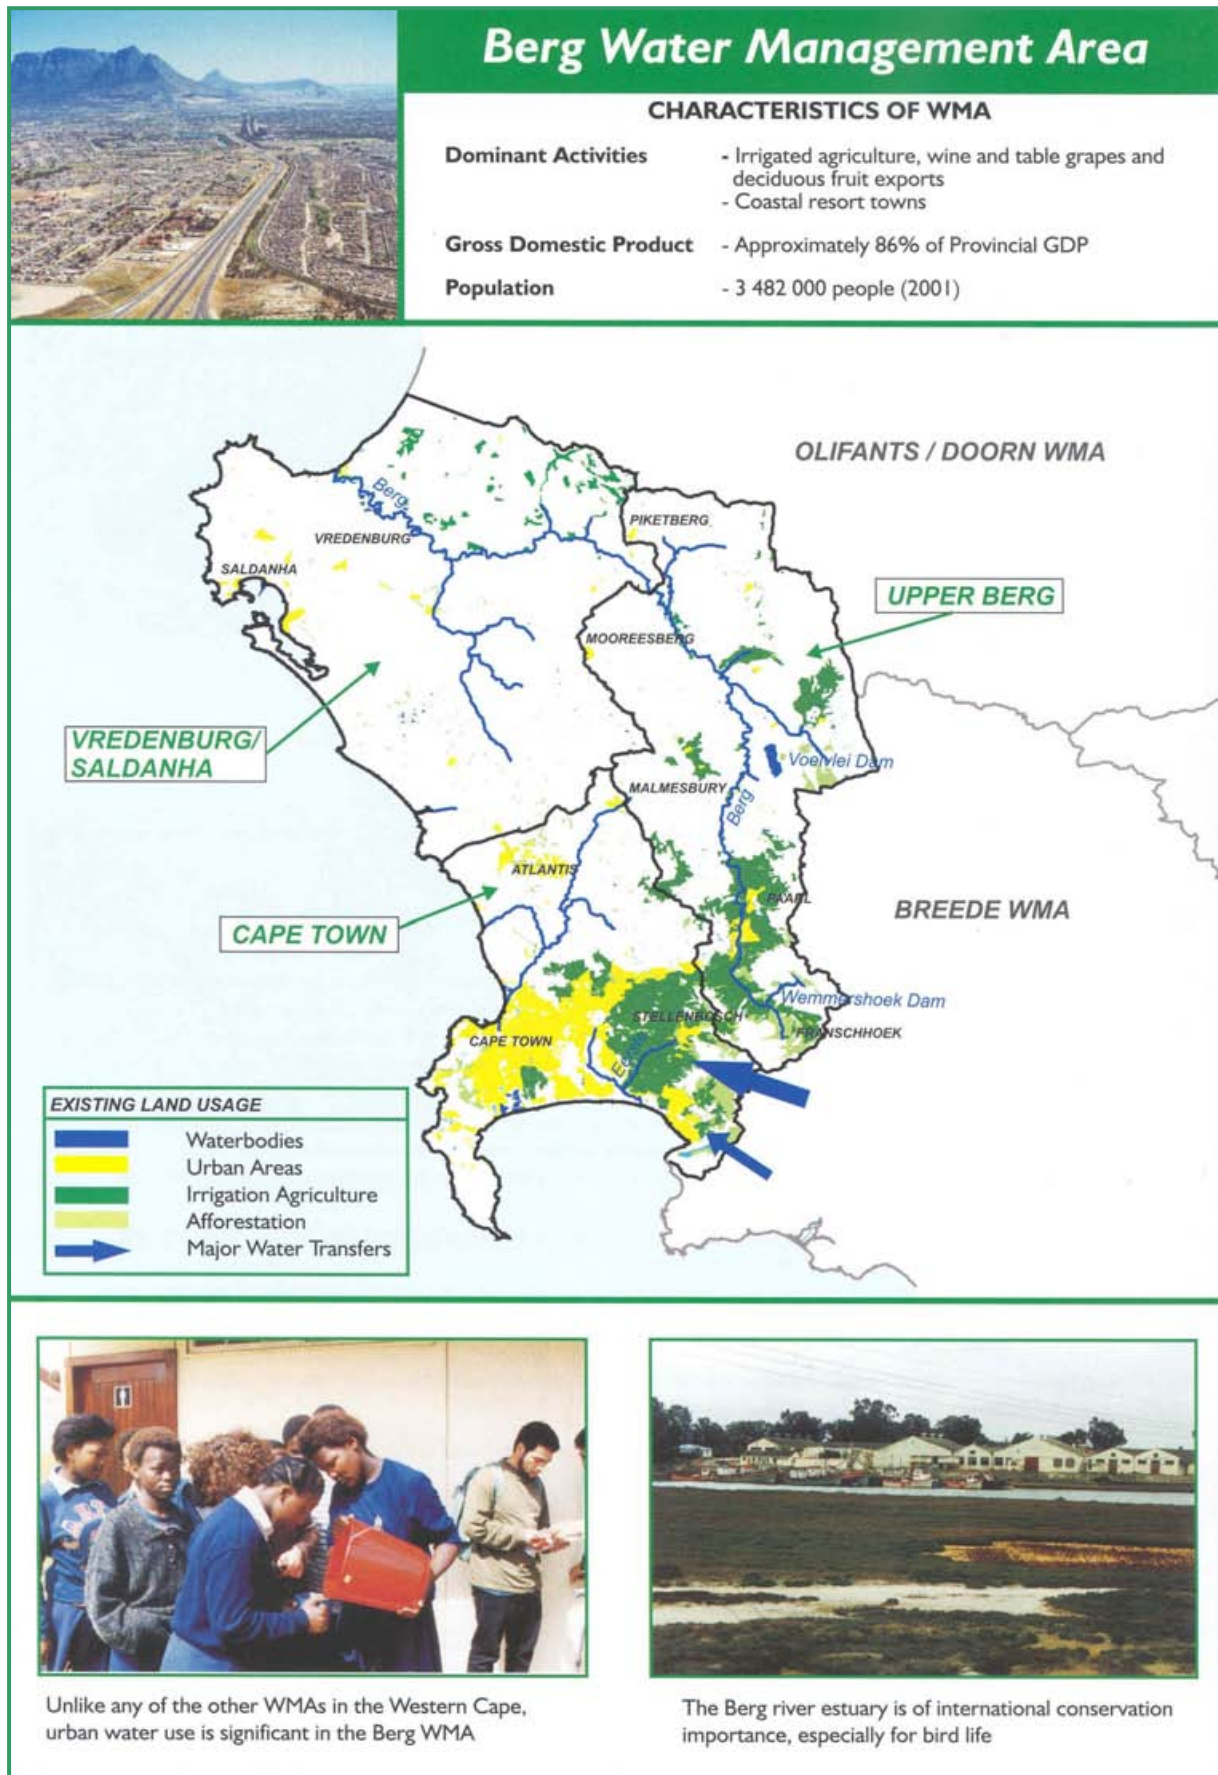 Berg Water Management Area
CHARACTERISTICS OF WMA
Dominant Activities
- Irrigated agriculture, wine and table grapes and
deciduous fruit exports
- Coastal resort towns
Gross Domestic Product
- Approximately 86% of Provincial GDP
Population
- 3 482 000 people (2001)
OLIFANTS / DOORN WMA
Berg
PIKETBERG
VREDENBURG
SALDANHA
UPPER BERG
MOOREESBERG
VREDENBURG/
SALDANHA
Voelvlei Dam
MALMESBURY
Berg
ATLANTIS
PAARL
BREEDE WMA
CAPE TOWN
Wemmershoek Dam
STELLENBOSCH
FRANSCHHOEK
CAPE TOWN
EXISTING LAND USAGE
Waterbodies
Urban Areas
Irrigation Agriculture
Afforestation
Major Water Transfers
Unlike any of the other WMAs in the Western Cape,
urban water use is significant in the Berg WMA
The Berg river estuary is of international conservation
importance, especially for bird life